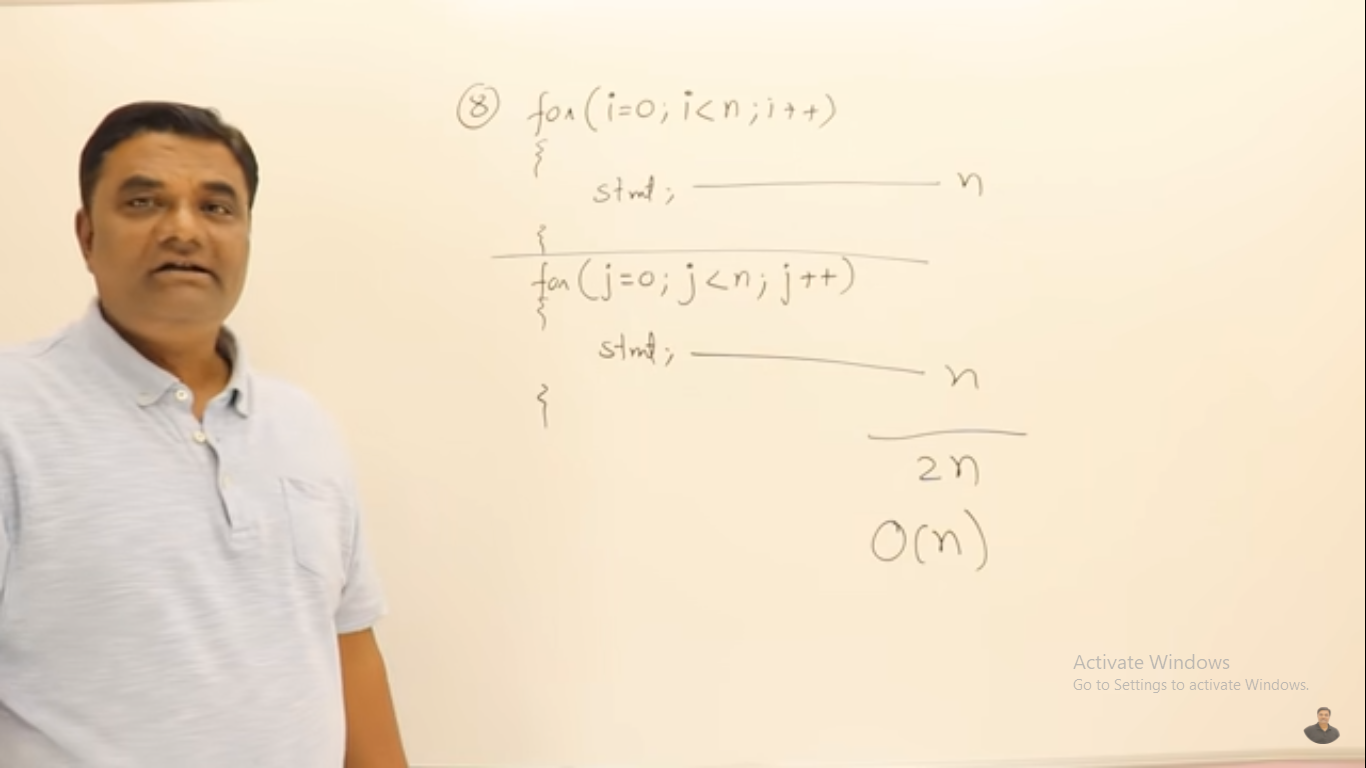 ⑧ for(i=0; i<n; i++)
{
stmt; n
}
for(j=0; j<n; j++)
{
stmt; n
}
2n
O(n)
Activate Windows
Go to Settings to activate Windows.